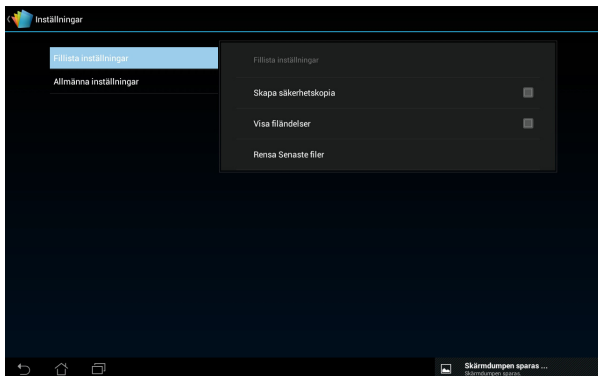 Inställningar
Fillista inställningar
Allmänna inställningar
Fillista inställningar
Skapa säkerhetskopia
Visa filändelser
Rensa Senaste filer
Skärmdumpen sparas ...
Skärmdumpen sparas.